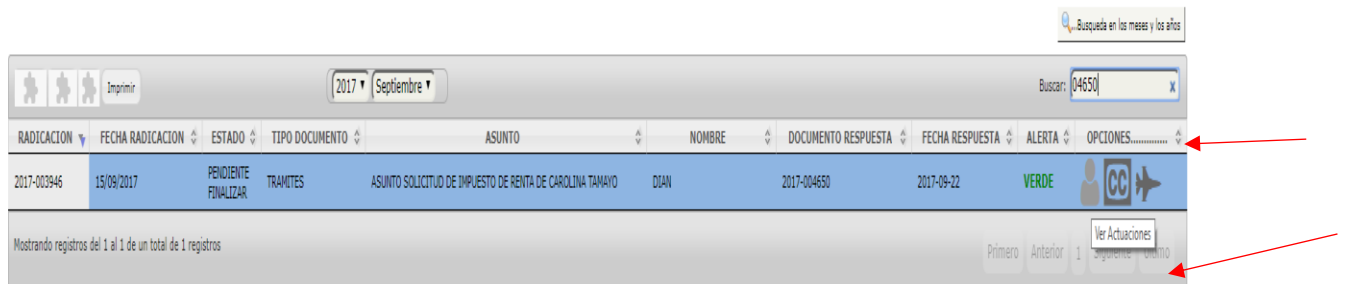 ...Busqueda en los meses y los años
Imprimir 2017 Septiembre Buscar: 04650 x
RADICACION FECHA RADICACION ESTADO TIPO DOCUMENTO ASUNTO NOMBRE DOCUMENTO RESPUESTA FECHA RESPUESTA ALERTA OPCIONES.............
2017-003946 15/09/2017 PENDIENTE FINALIZAR TRAMITES ASUNTO SOLICITUD DE IMPUESTO DE RENTA DE CAROLINA TAMAYO DIAN 2017-004650 2017-09-22 VERDE CC
Ver Actuaciones
Mostrando registros del 1 al 1 de un total de 1 registros Primero Anterior 1 Siguiente